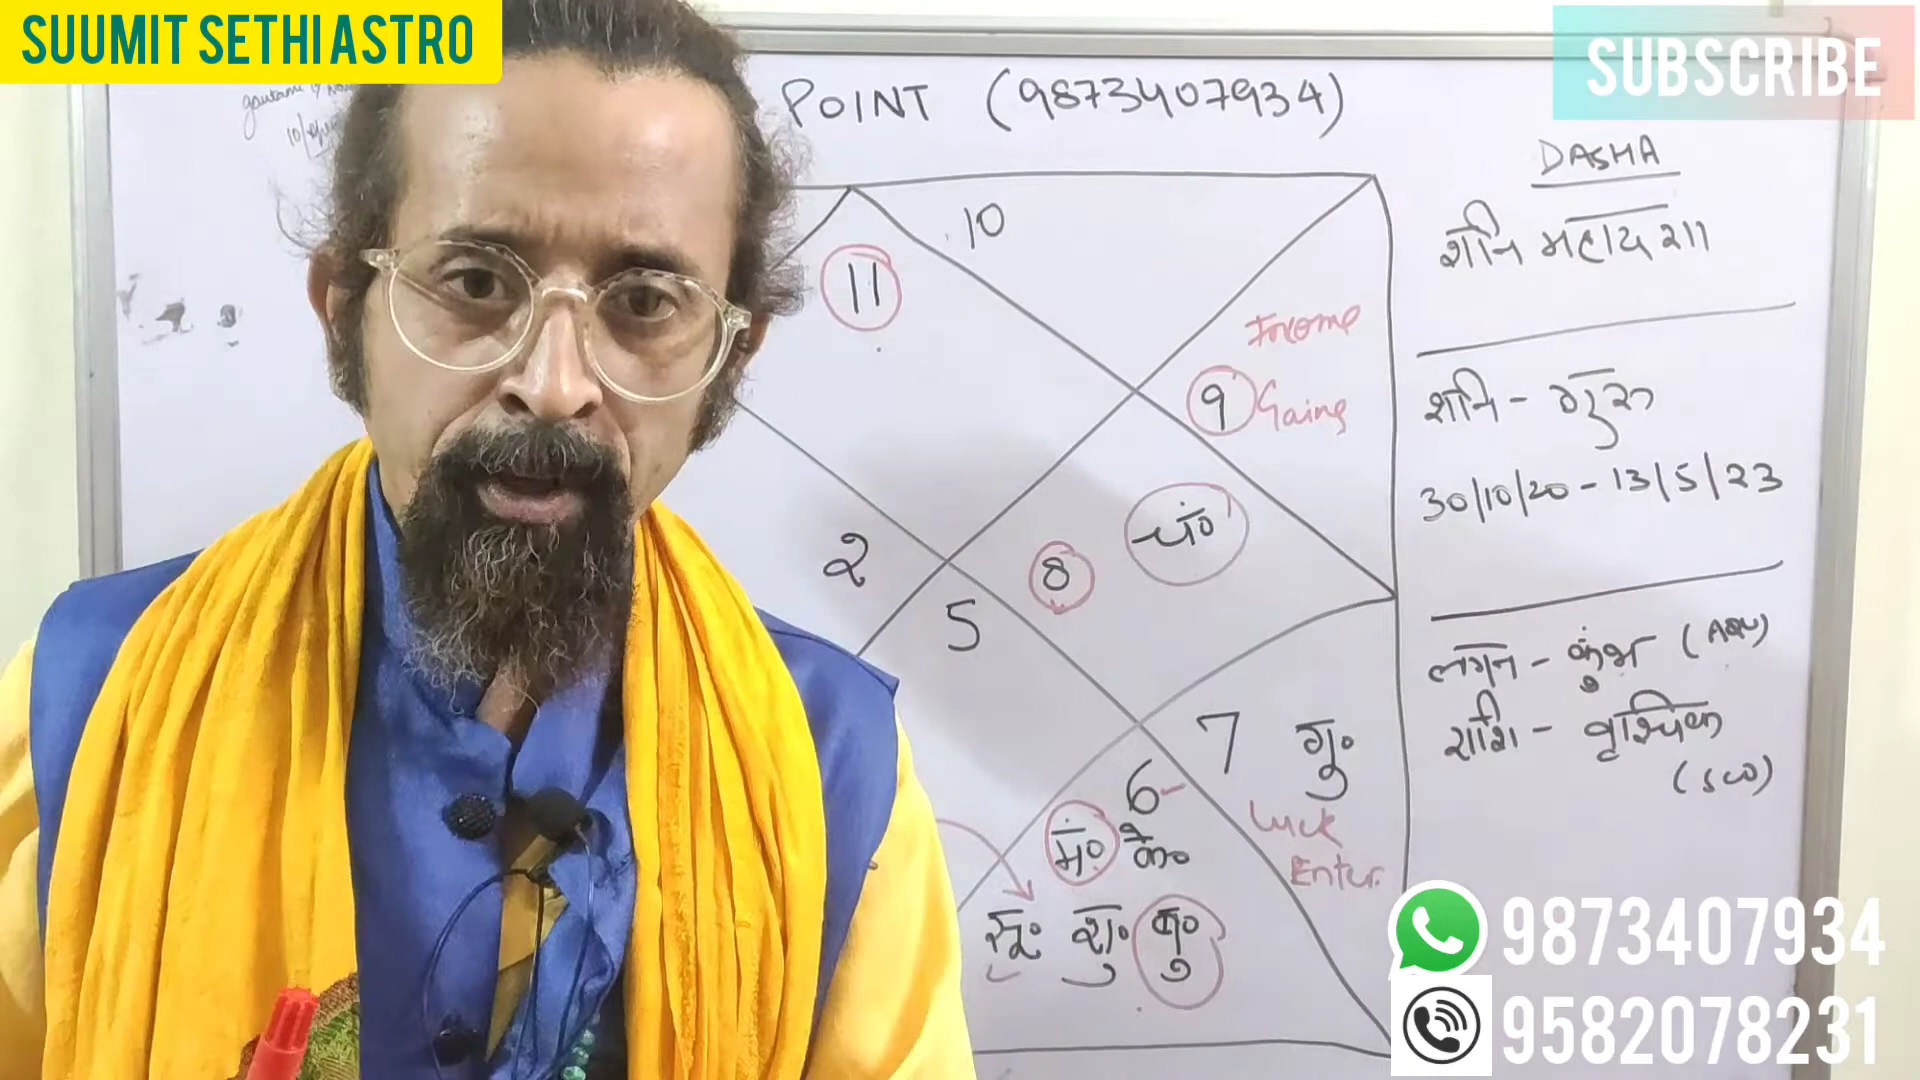 SUUMIT SETHI ASTRO
SUBSCRIBE
POINT (9873407934)
DASHA
शनि महादशा
शनि - गुरु
30/10/20 - 13/5/23
लगन - कुंभ (AQU)
राशि - वृश्चिक
(SCO)
10
11
Income
9 Gains
चं०
8
2
5
7 गु०
Luck
Enter.
6
मं० के०
सू० शु० बु०
9873407934
9582078231